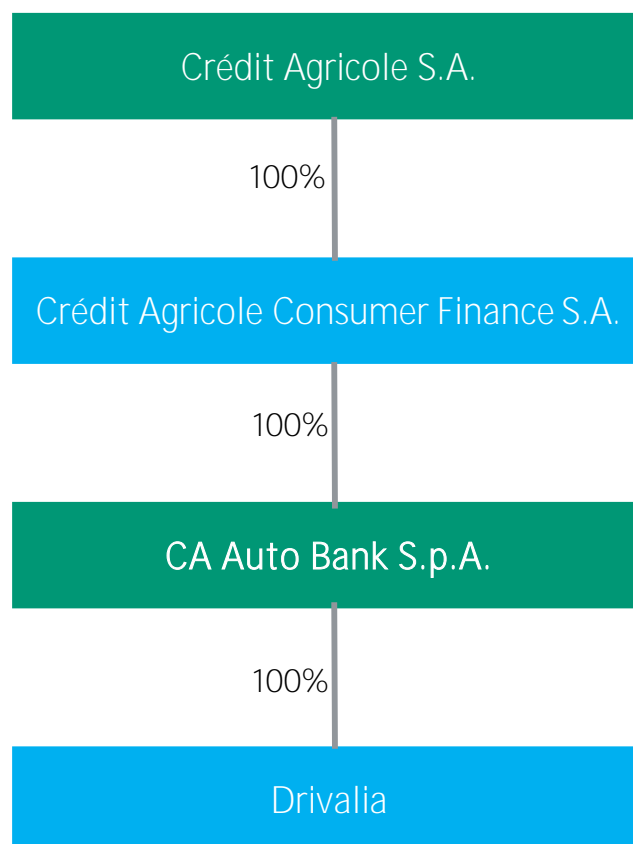 Crédit Agricole S.A.
100%
Crédit Agricole Consumer Finance S.A.
100%
CA Auto Bank S.p.A.
100%
Drivalia